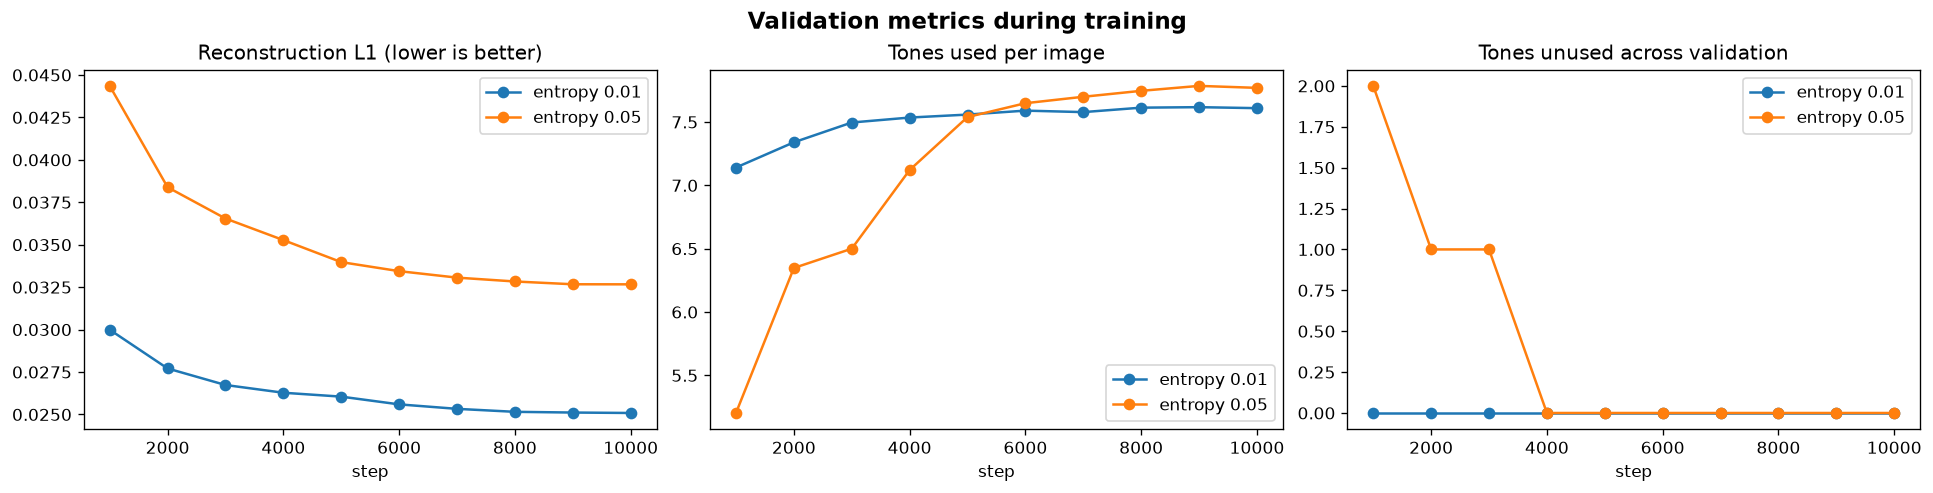 Validation metrics during training
Reconstruction L1 (lower is better)
0.0450
0.0425
0.0400
0.0375
0.0350
0.0325
0.0300
0.0275
0.0250
entropy 0.01
entropy 0.05
2000 4000 6000 8000 10000
step
Tones used per image
7.5
7.0
6.5
6.0
5.5
entropy 0.01
entropy 0.05
2000 4000 6000 8000 10000
step
Tones unused across validation
2.00
1.75
1.50
1.25
1.00
0.75
0.50
0.25
0.00
entropy 0.01
entropy 0.05
2000 4000 6000 8000 10000
step